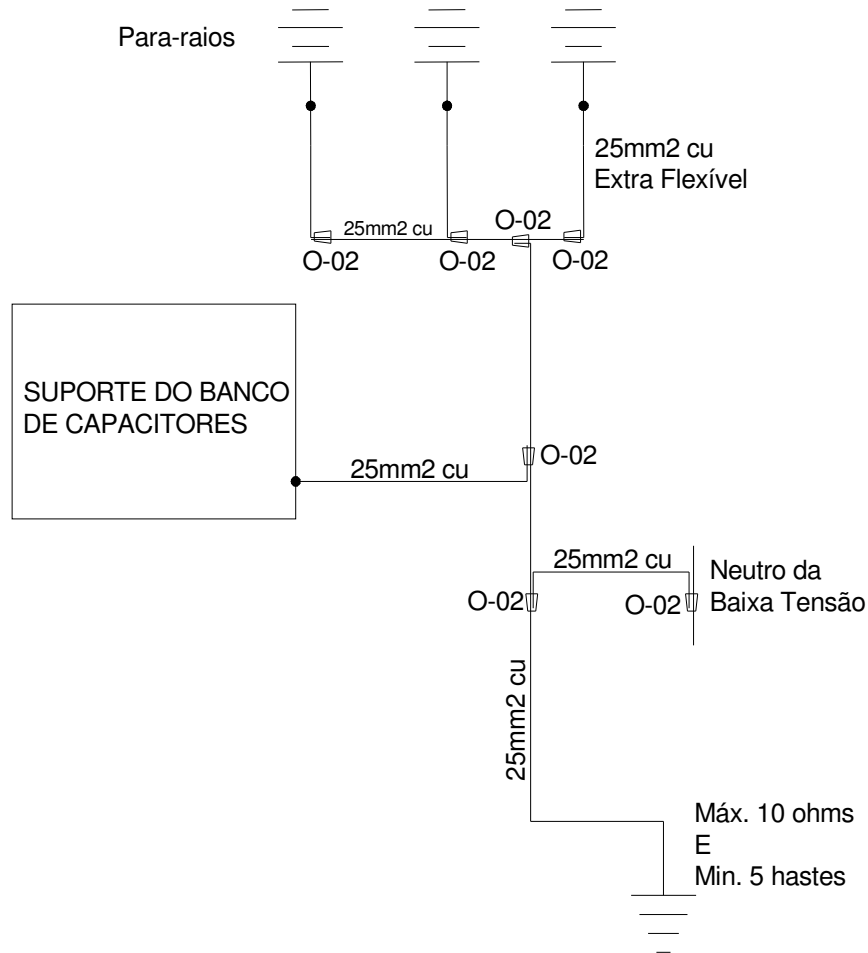 Para-raios
25mm2 cu
Extra Flexível
O-02
25mm2 cu
O-02
O-02
O-02
SUPORTE DO BANCO
DE CAPACITORES
O-02
25mm2 cu
25mm2 cu
Neutro da
Baixa Tensão
O-02
O-02
25mm2 cu
Máx. 10 ohms
E
Min. 5 hastes